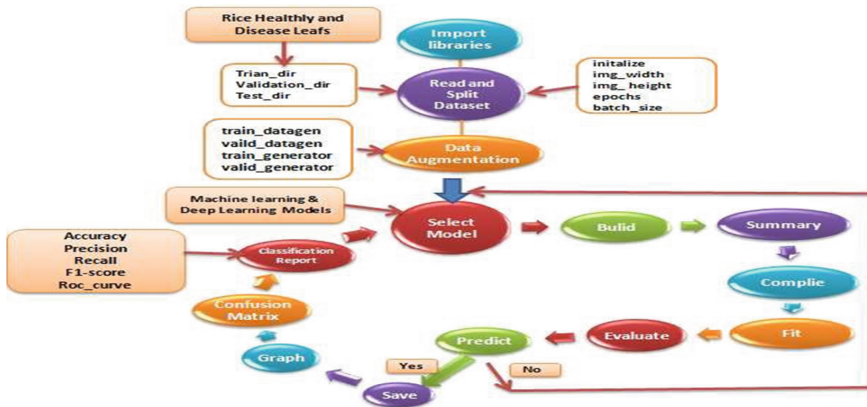 Rice Healthly and
Disease Leafs
Import
libraries
Trian_dir
Validation_dir
Test_dir
Read and
Split
Dataset
initalize
img_width
img_ height
epochs
batch_size
train_datagen
vaild_datagen
train_generator
valid_generator
Data
Augmentation
Machine learning &
Deep Learning Models
Select
Model
Bulid
Summary
Accuracy
Precision
Recall
F1-score
Roc_curve
Classification
Report
Complie
Confusion
Matrix
Fit
Evaluate
Predict
Graph
Yes
No
Save